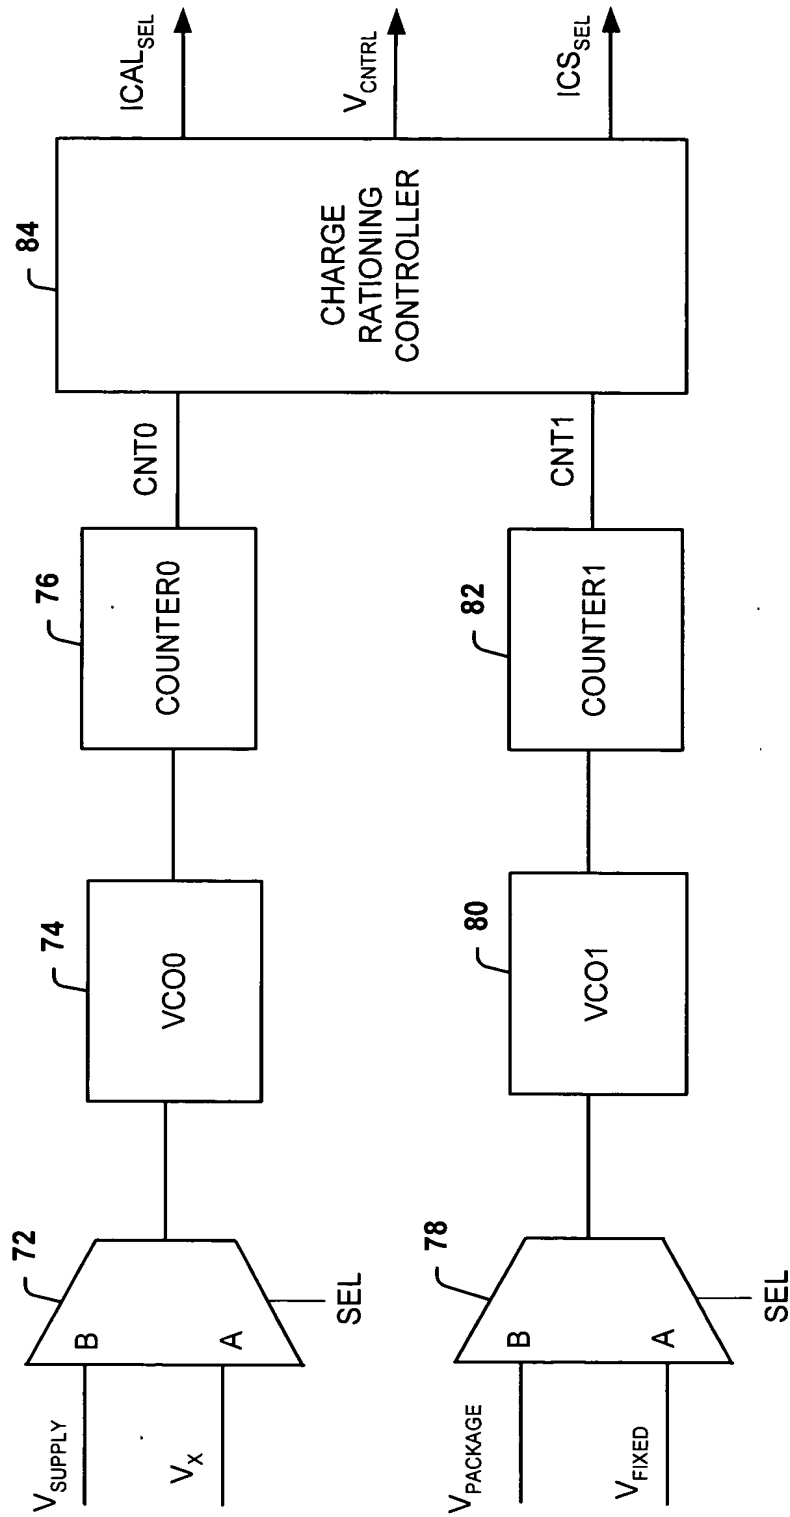 V_SUPPLY
V_X
B
A
72
SEL
74
VCO0
76
COUNTER0
CNT0
84
CHARGE
RATIONING
CONTROLLER
ICAL_SEL
V_CNTRL
ICS_SEL
V_PACKAGE
V_FIXED
B
A
78
SEL
80
VCO1
82
COUNTER1
CNT1